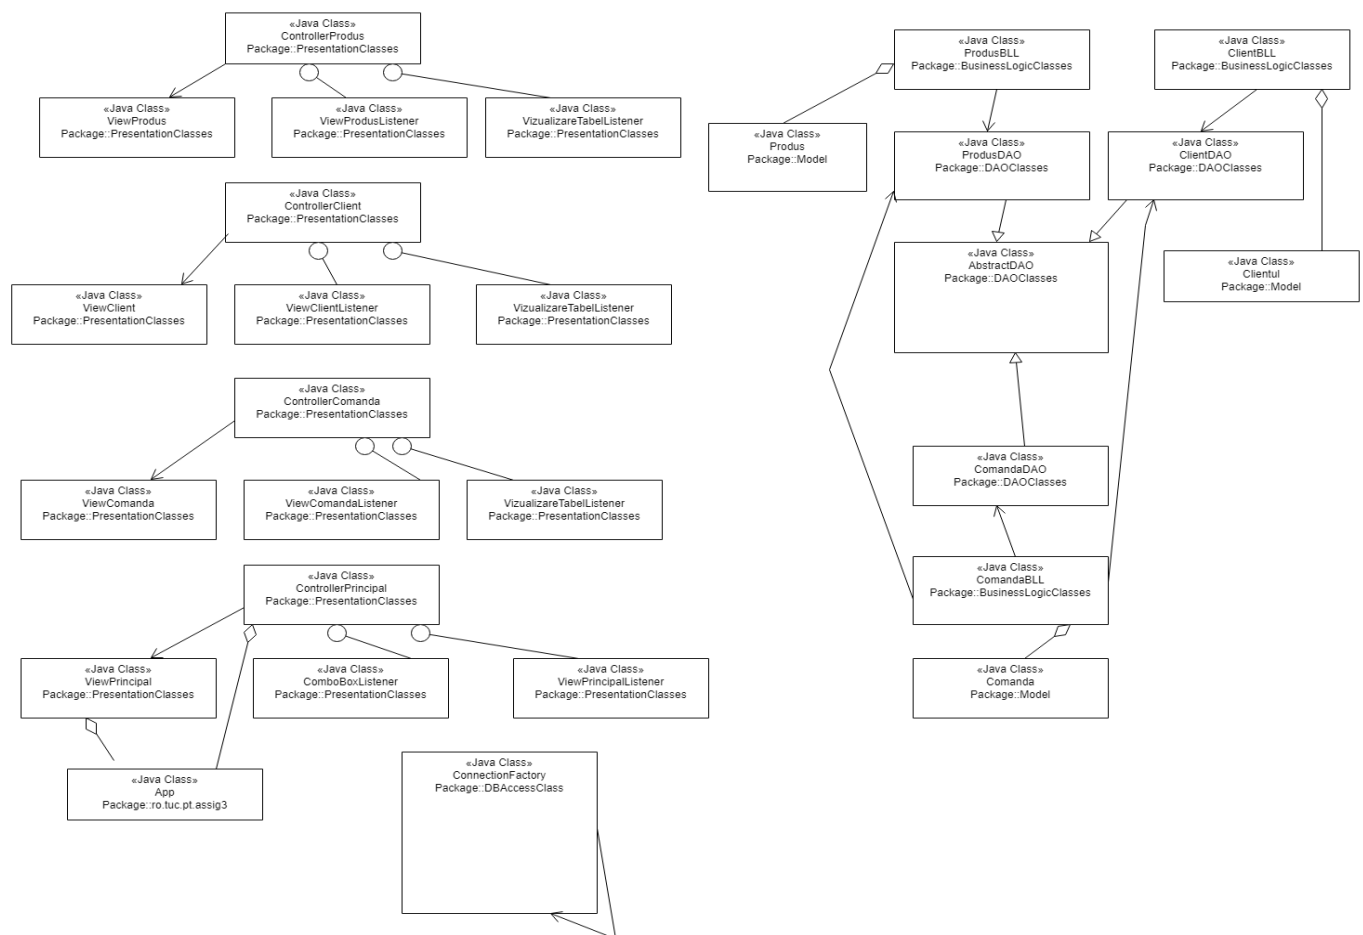 «Java Class»
ControllerProdus
Package::PresentationClasses
«Java Class»
ViewProdus
Package::PresentationClasses
«Java Class»
ViewProdusListener
Package::PresentationClasses
«Java Class»
VizualizareTabelListener
Package::PresentationClasses
«Java Class»
ControllerClient
Package::PresentationClasses
«Java Class»
ViewClient
Package::PresentationClasses
«Java Class»
ViewClientListener
Package::PresentationClasses
«Java Class»
VizualizareTabelListener
Package::PresentationClasses
«Java Class»
ControllerComanda
Package::PresentationClasses
«Java Class»
ViewComanda
Package::PresentationClasses
«Java Class»
ViewComandaListener
Package::PresentationClasses
«Java Class»
VizualizareTabelListener
Package::PresentationClasses
«Java Class»
ControllerPrincipal
Package::PresentationClasses
«Java Class»
ViewPrincipal
Package::PresentationClasses
«Java Class»
ComboBoxListener
Package::PresentationClasses
«Java Class»
ViewPrincipalListener
Package::PresentationClasses
«Java Class»
App
Package::ro.tuc.pt.assig3
«Java Class»
ConnectionFactory
Package::DBAccessClass
«Java Class»
ProdusBLL
Package::BusinessLogicClasses
«Java Class»
ClientBLL
Package::BusinessLogicClasses
«Java Class»
Produs
Package::Model
«Java Class»
ProdusDAO
Package::DAOClasses
«Java Class»
ClientDAO
Package::DAOClasses
«Java Class»
AbstractDAO
Package::DAOClasses
«Java Class»
Clientul
Package::Model
«Java Class»
ComandaDAO
Package::DAOClasses
«Java Class»
ComandaBLL
Package::BusinessLogicClasses
«Java Class»
Comanda
Package::Model